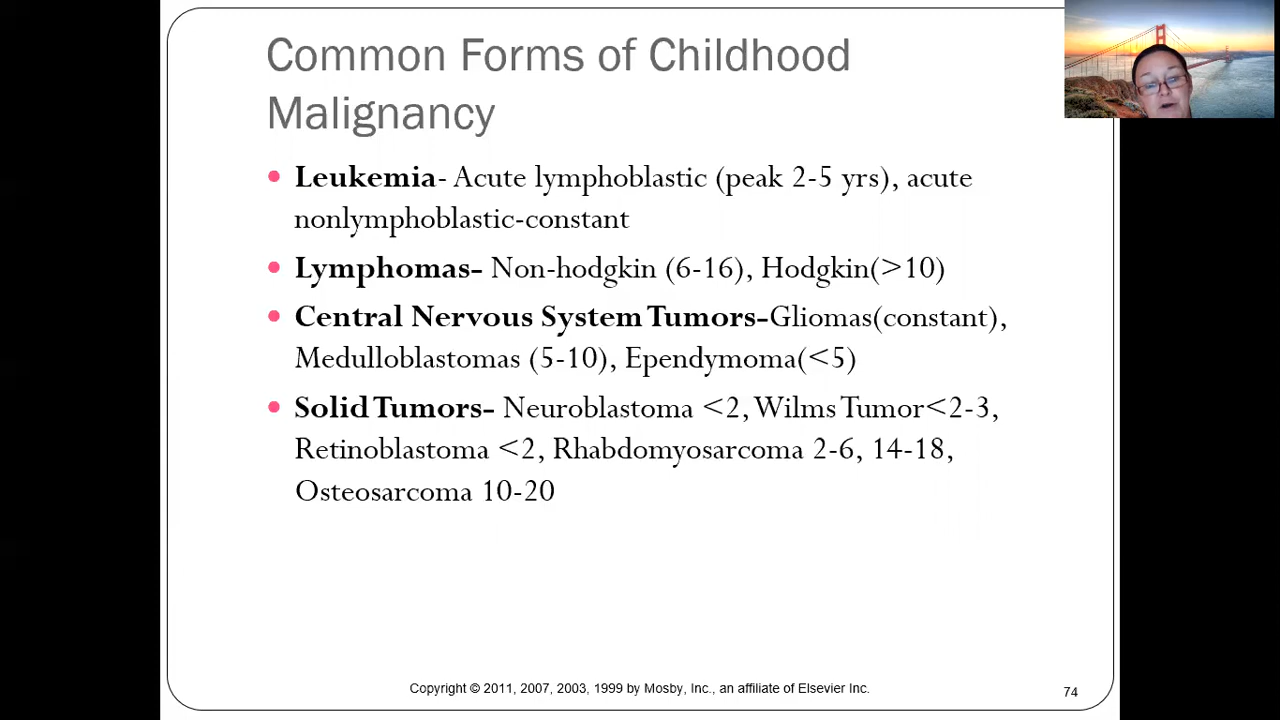 Common Forms of Childhood
Malignancy
Leukemia- Acute lymphoblastic (peak 2-5 yrs), acute
nonlymphoblastic-constant
Lymphomas- Non-hodgkin (6-16), Hodgkin(>10)
Central Nervous System Tumors-Gliomas(constant),
Medulloblastomas (5-10), Ependymoma(<5)
Solid Tumors- Neuroblastoma <2, Wilms Tumor<2-3,
Retinoblastoma <2, Rhabdomyosarcoma 2-6, 14-18,
Osteosarcoma 10-20
Copyright © 2011, 2007, 2003, 1999 by Mosby, Inc., an affiliate of Elsevier Inc.
74